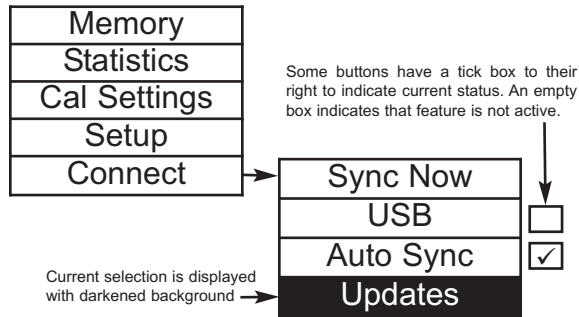 Memory
Statistics
Cal Settings
Setup
Connect
Some buttons have a tick box to their
right to indicate current status. An empty
box indicates that feature is not active.
Sync Now
USB
Auto Sync
Updates
Current selection is displayed
with darkened background